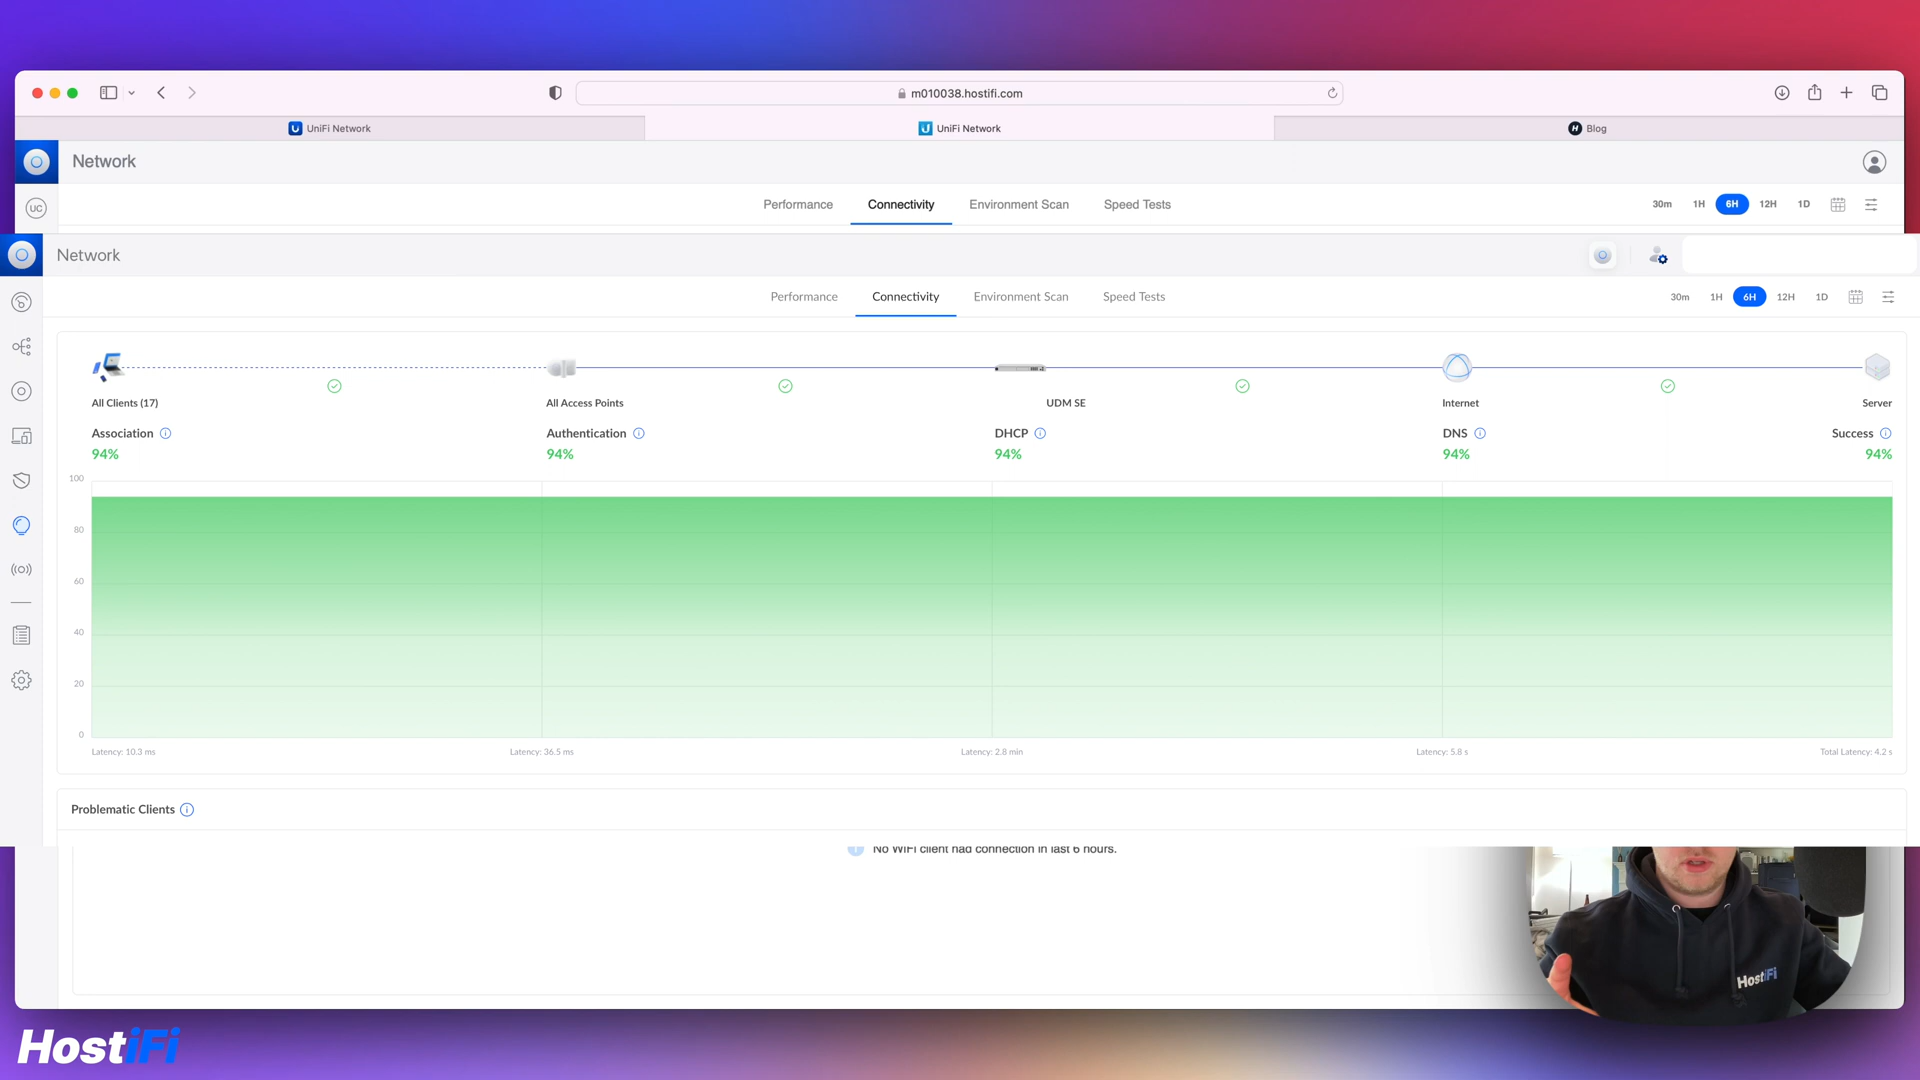 m010038.hostifi.com
UniFi Network
UniFi Network
Blog
Network
UC
Performance
Connectivity
Environment Scan
Speed Tests
30m
1H
6H
12H
1D
Network
Performance
Connectivity
Environment Scan
Speed Tests
30m
1H
6H
12H
1D
All Clients (17)
All Access Points
UDM SE
Internet
Server
Association
Authentication
DHCP
DNS
Success
94%
94%
94%
94%
94%
100
80
60
40
20
0
Latency: 10.3 ms
Latency: 36.5 ms
Latency: 2.8 min
Latency: 5.8 s
Total Latency: 4.2 s
Problematic Clients
No WiFi client had connection in last 6 hours.
HostiFi
HostiFi